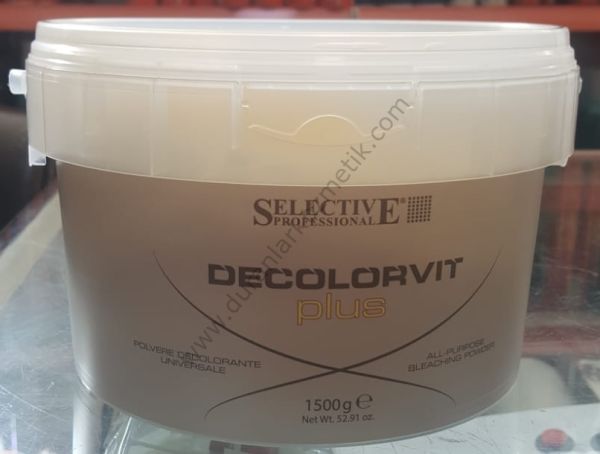 SELECTIVE®
PROFESSIONAL
DECOLORVIT
plus
POLVERE DECOLORANTE
UNIVERSALE
ALL-PURPOSE
BLEACHING POWDER
1500g ℮
Net Wt. 52.91 oz.